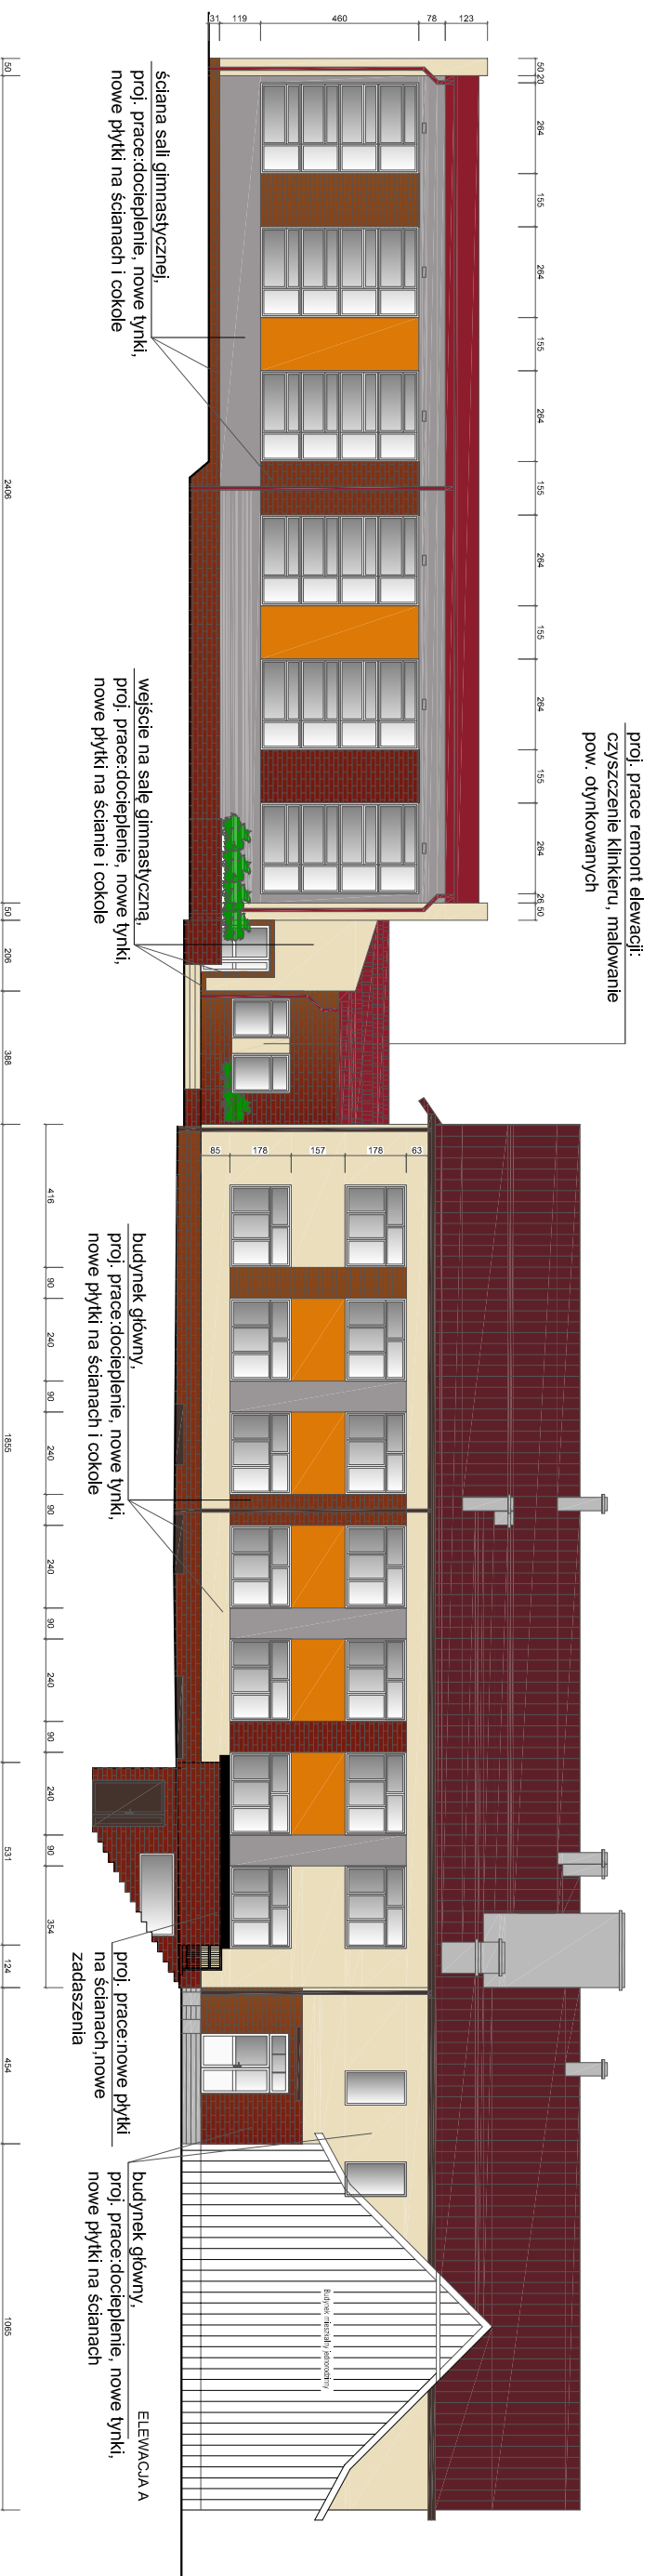 proj. prace remont elewacji:
czyszczenie klinkieru, malowanie
pow. otynkowanych
50
20
264
155
264
155
264
155
264
155
264
155
264
26
50
31
119
460
78
123
85
178
157
178
63
Budynek mieszkalny jednorodzinny
ściana sali gimnastycznej,
proj. prace:docieplenie, nowe tynki,
nowe płytki na ścianach i cokole
wejście na salę gimnastyczną,
proj. prace:docieplenie, nowe tynki,
nowe płytki na ścianie i cokole
budynek główny,
proj. prace:docieplenie, nowe tynki,
nowe płytki na ścianach i cokole
proj. prace:nowe płytki
na ścianach,nowe
zadaszenia
budynek główny,
proj. prace:docieplenie, nowe tynki,
nowe płytki na ścianach
ELEWACJA A
416
90
240
90
240
90
240
90
240
90
240
90
354
50
2406
50
206
388
1855
531
124
454
1065